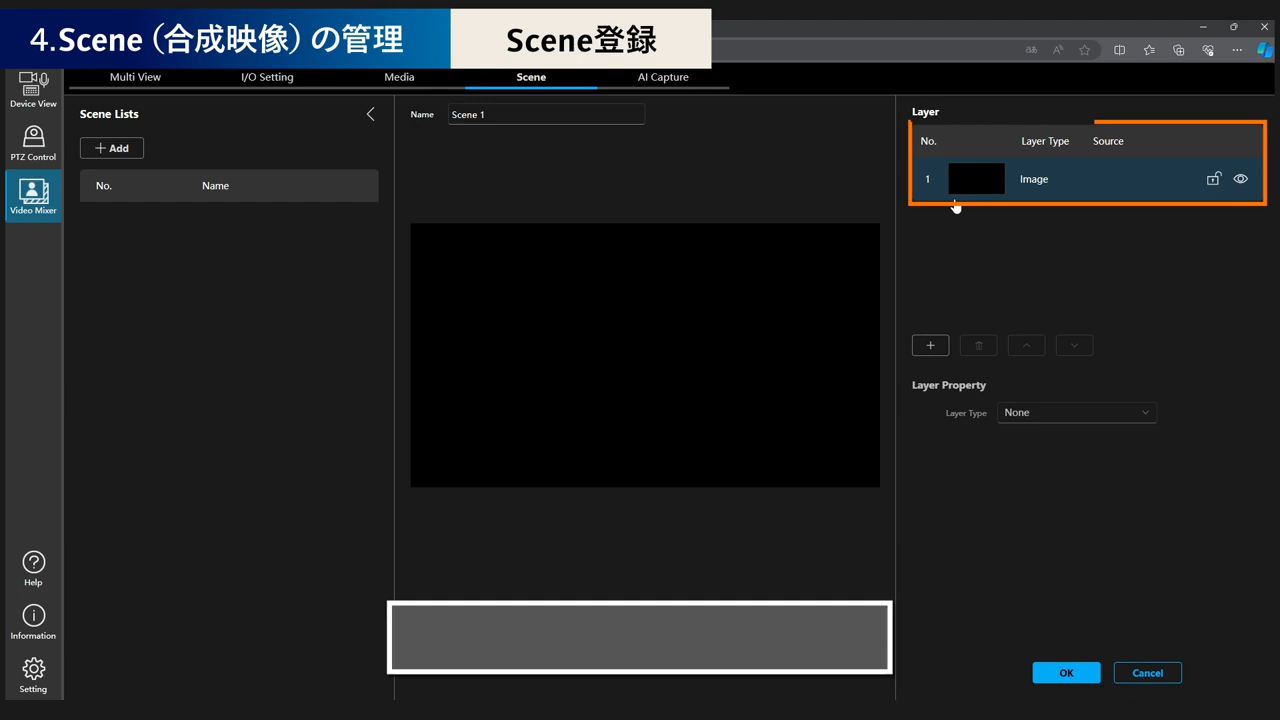 4.Scene（合成映像）の管理
Scene登録
Device View
PTZ Control
Video Mixer
Help
Information
Setting
Multi View
I/O Setting
Media
Scene
AI Capture
Scene Lists
+ Add
No.
Name
Name
Scene 1
Layer
No.
Layer Type
Source
1
Image
Layer Property
Layer Type
None
OK
Cancel